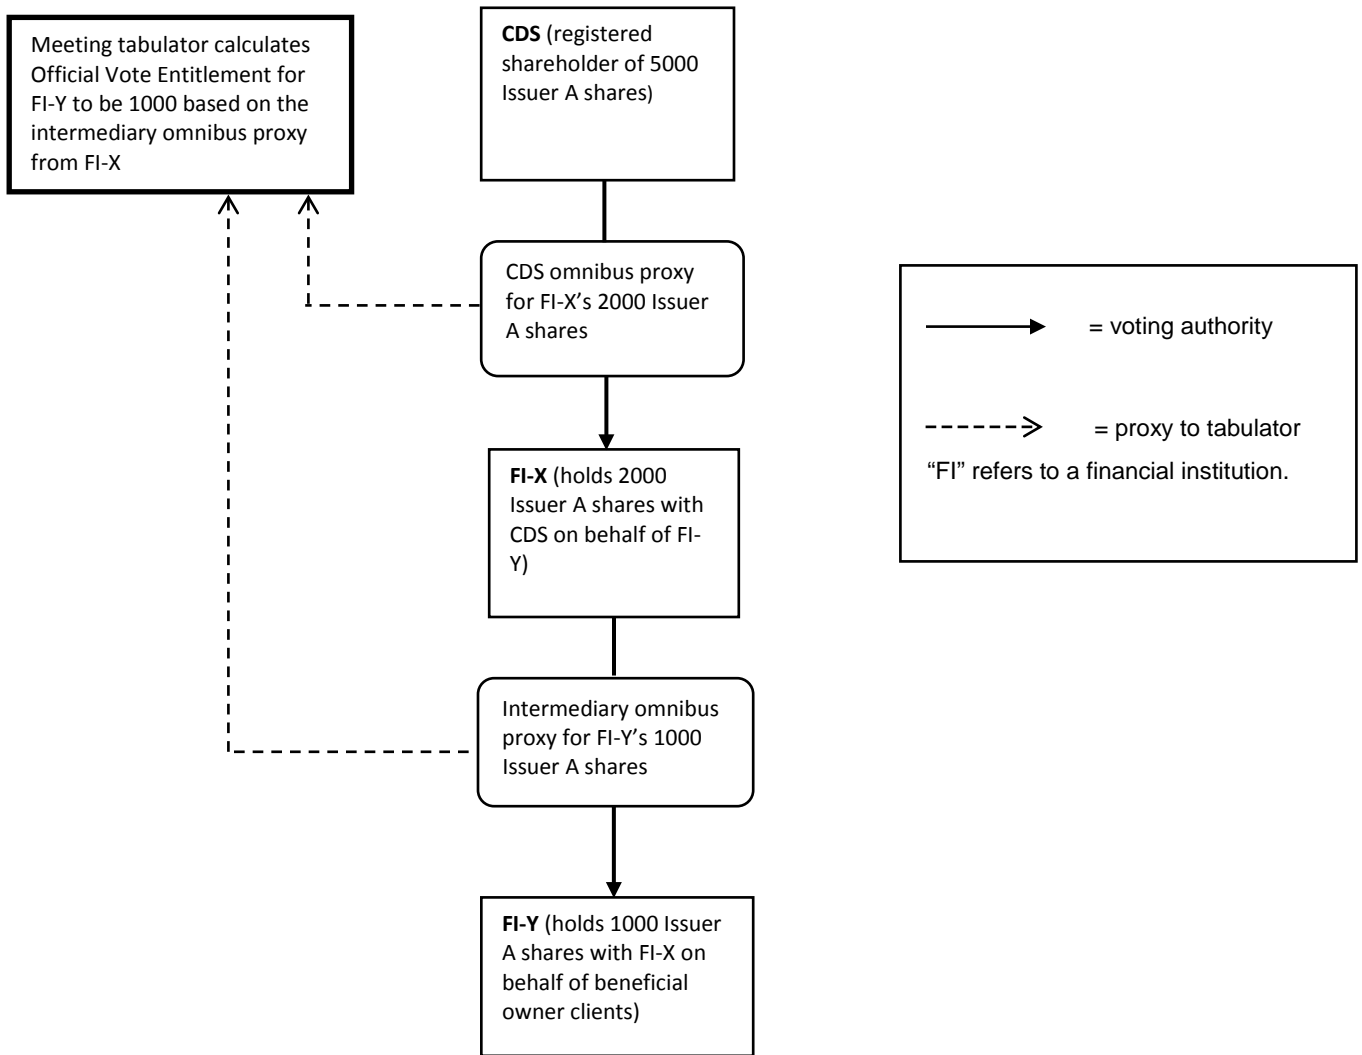 Meeting tabulator calculates
Official Vote Entitlement for
FI-Y to be 1000 based on the
intermediary omnibus proxy
from FI-X
CDS (registered
shareholder of 5000
Issuer A shares)
CDS omnibus proxy
for FI-X’s 2000 Issuer
A shares
= voting authority
= proxy to tabulator
“FI” refers to a financial institution.
FI-X (holds 2000
Issuer A shares with
CDS on behalf of FI-
Y)
Intermediary omnibus
proxy for FI-Y’s 1000
Issuer A shares
FI-Y (holds 1000 Issuer
A shares with FI-X on
behalf of beneficial
owner clients)